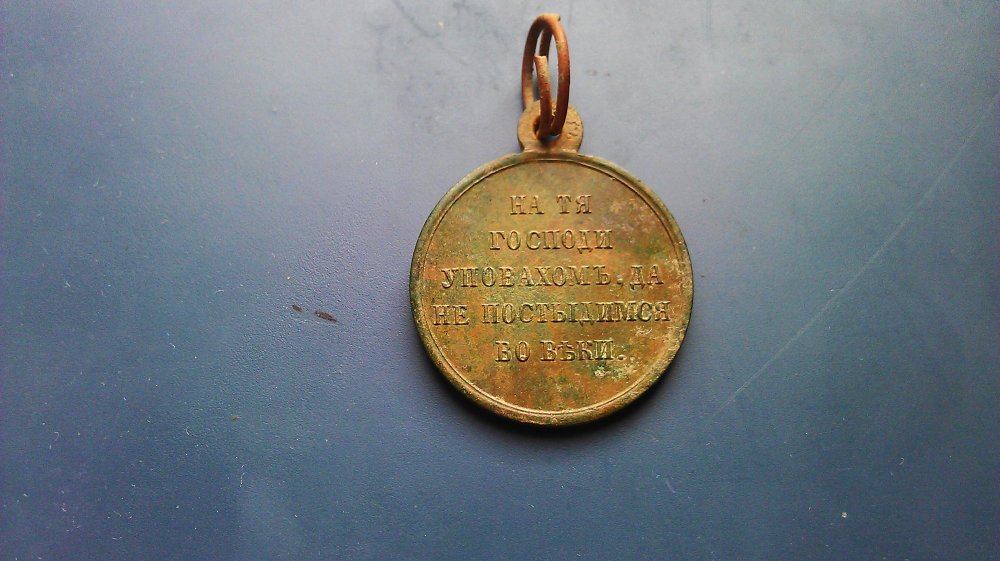 НА ТЯ
ГОСПОДИ
УПОВАХОМЪ, ДА
НЕ ПОСТЫДИМСЯ
ВО ВѢКИ.